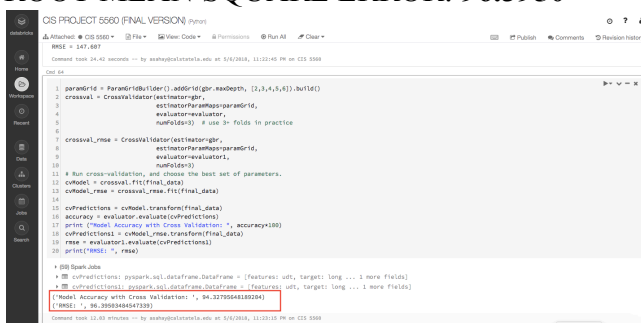 ROOT MEAN SQUARE ERROR: 96.3950
CIS PROJECT 5560 (FINAL VERSION) (Python)
databricks
Attached: CIS 5560 File View: Code Permissions Run All Clear
Publish Comments Revision histor
RMSE = 147.607
Command took 24.42 seconds -- by asahay@calstatela.edu at 5/6/2018, 11:22:45 PM on CIS 5560
Home
Workspace
Recent
Data
Clusters
Jobs
Search
Cmd 64
1 paramGrid = ParamGridBuilder().addGrid(gbr.maxDepth, [2,3,4,5,6]).build()
2 crossval = CrossValidator(estimator=gbr,
3 estimatorParamMaps=paramGrid,
4 evaluator=evaluator,
5 numFolds=3) # use 3+ folds in practice
6
7 crossval_rmse = CrossValidator(estimator=gbr,
8 estimatorParamMaps=paramGrid,
9 evaluator=evaluator1,
10 numFolds=3)
11 # Run cross-validation, and choose the best set of parameters.
12 cvModel = crossval.fit(final_data)
13 cvModel_rmse = crossval_rmse.fit(final_data)
14
15 cvPredictions = cvModel.transform(final_data)
16 accuracy = evaluator.evaluate(cvPredictions)
17 print ("Model Accuracy with Cross Validation: ", accuracy*100)
18 cvPredictions1 = cvModel_rmse.transform(final_data)
19 rmse = evaluator1.evaluate(cvPredictions1)
20 print("RMSE: ", rmse)
(59) Spark Jobs
cvPredictions: pyspark.sql.dataframe.DataFrame = [features: udt, target: long ... 1 more fields]
cvPredictions1: pyspark.sql.dataframe.DataFrame = [features: udt, target: long ... 1 more fields]
('Model Accuracy with Cross Validation: ', 94.32795648189204)
('RMSE: ', 96.39503404547339)
Command took 12.03 minutes -- by asahay@calstatela.edu at 5/6/2018, 11:23:15 PM on CIS 5560